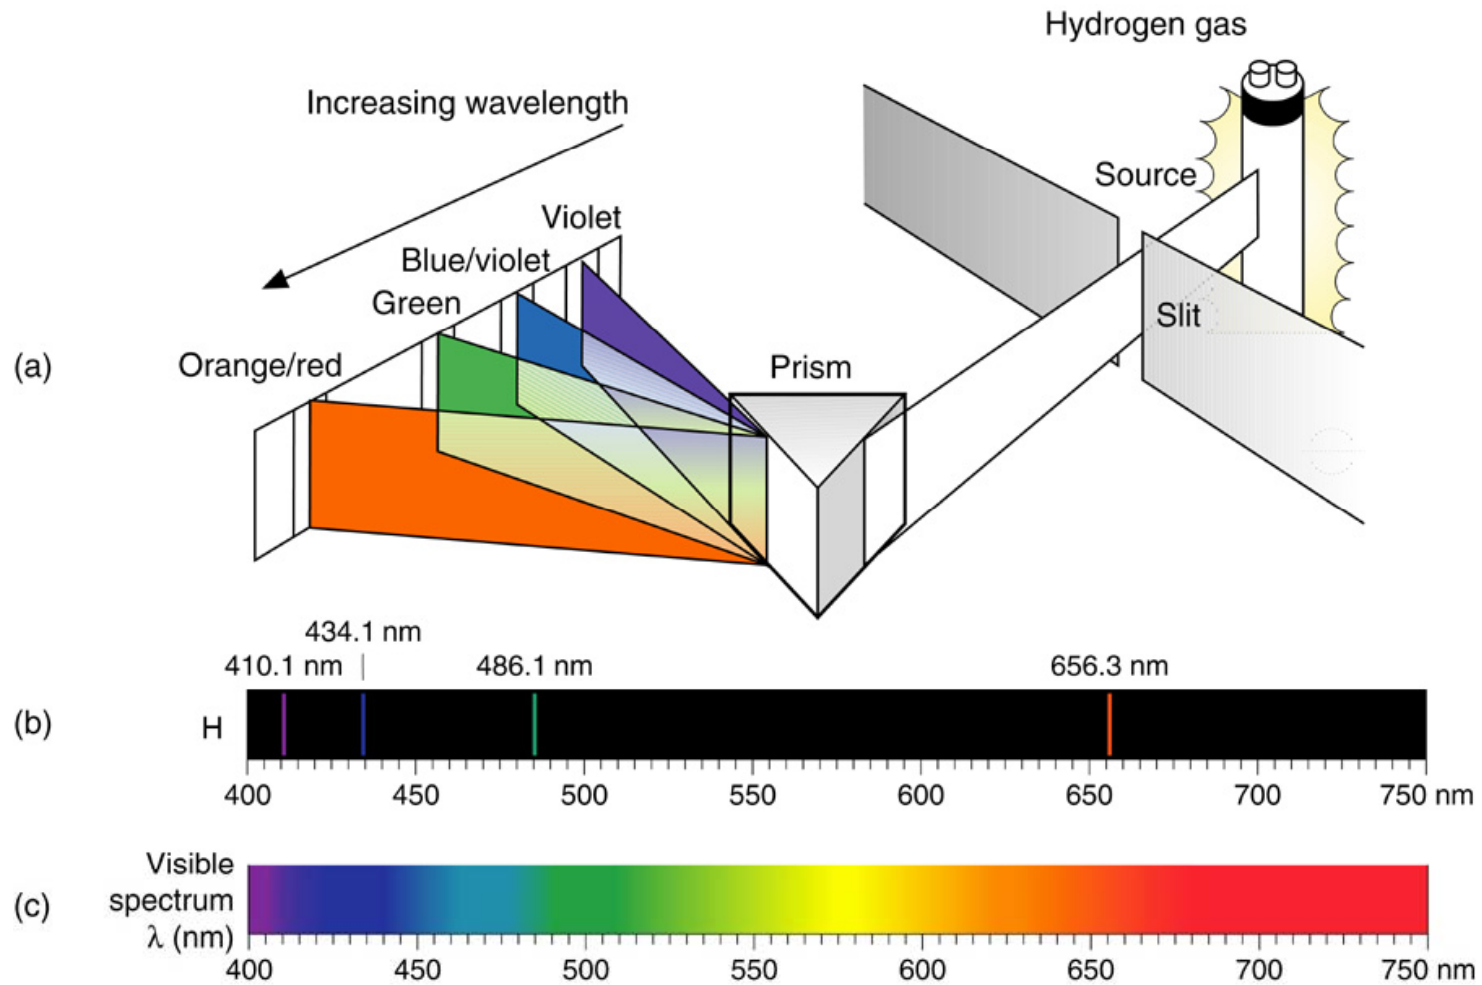 Hydrogen gas
Increasing wavelength
Source
Violet
Blue/violet
Green
Slit
Orange/red
Prism
(a)
434.1 nm
410.1 nm
486.1 nm
656.3 nm
(b)
H
400 450 500 550 600 650 700 750 nm
(c)
Visible
spectrum
λ (nm)
400 450 500 550 600 650 700 750 nm